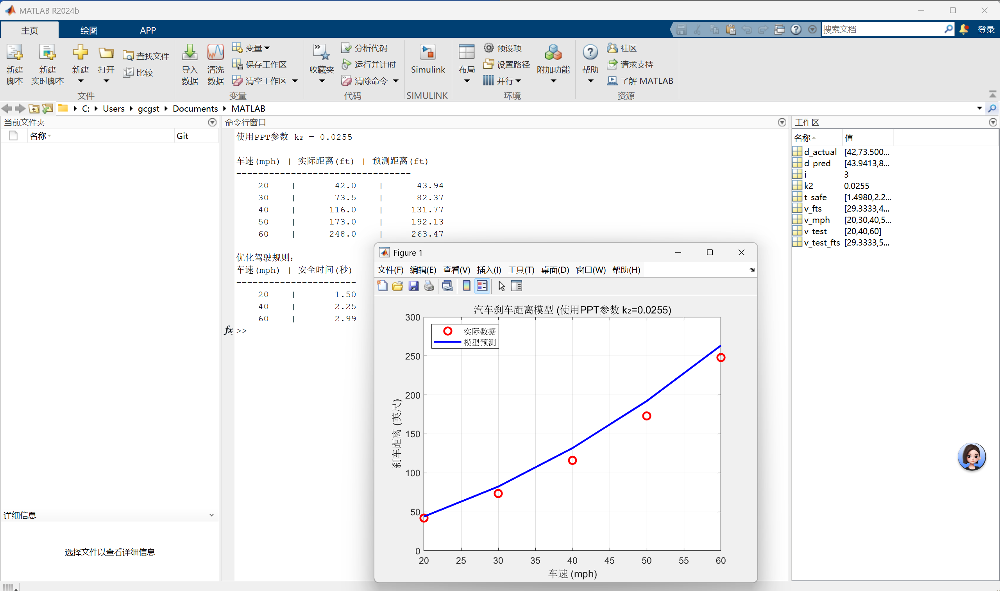 MATLAB R2024b
主页 绘图 APP 搜索文档 登录
新建 脚本
新建 实时脚本
新建
打开
查找文件
比较
文件
导入 数据
清洗 数据
变量
保存工作区
清空工作区
变量
收藏夹
分析代码
运行并计时
清除命令
代码
Simulink
SIMULINK
布局
预设项
设置路径
并行
附加功能
环境
帮助
社区
请求支持
了解 MATLAB
资源
C: Users gcgst Documents MATLAB
当前文件夹
名称 Git
详细信息
选择文件以查看详细信息
命令行窗口
使用PPT参数 k₂ = 0.0255
车速(mph) | 实际距离(ft) | 预测距离(ft)
--------------------------------
20 | 42.0 | 43.94
30 | 73.5 | 82.37
40 | 116.0 | 131.77
50 | 173.0 | 192.13
60 | 248.0 | 263.47
优化驾驶规则:
车速(mph) | 安全时间(秒)
----------------------
20 | 1.50
40 | 2.25
60 | 2.99
fx >>
Figure 1
文件(F) 编辑(E) 查看(V) 插入(I) 工具(T) 桌面(D) 窗口(W) 帮助(H)
汽车刹车距离模型 (使用PPT参数 k₂=0.0255)
实际数据
模型预测
300
250
200
150
100
50
0
刹车距离 (英尺)
20 25 30 35 40 45 50 55 60
车速 (mph)
工作区
名称 值
d_actual [42,73.500...
d_pred [43.9413,8...
i 3
k2 0.0255
t_safe [1.4980,2.2...
v_fts [29.3333,4...
v_mph [20,30,40,5...
v_test [20,40,60]
v_test_fts [29.3333,5...